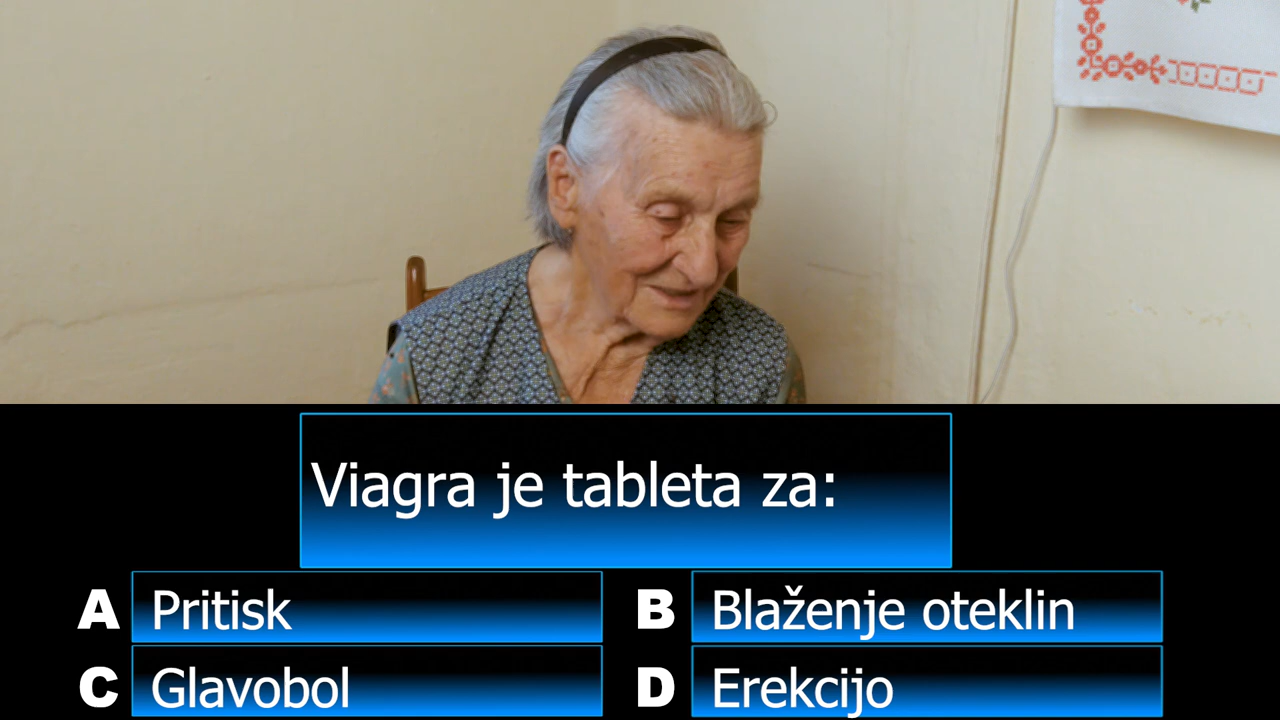 Viagra je tableta za:
A Pritisk
B Blaženje oteklin
C Glavobol
D Erekcijo